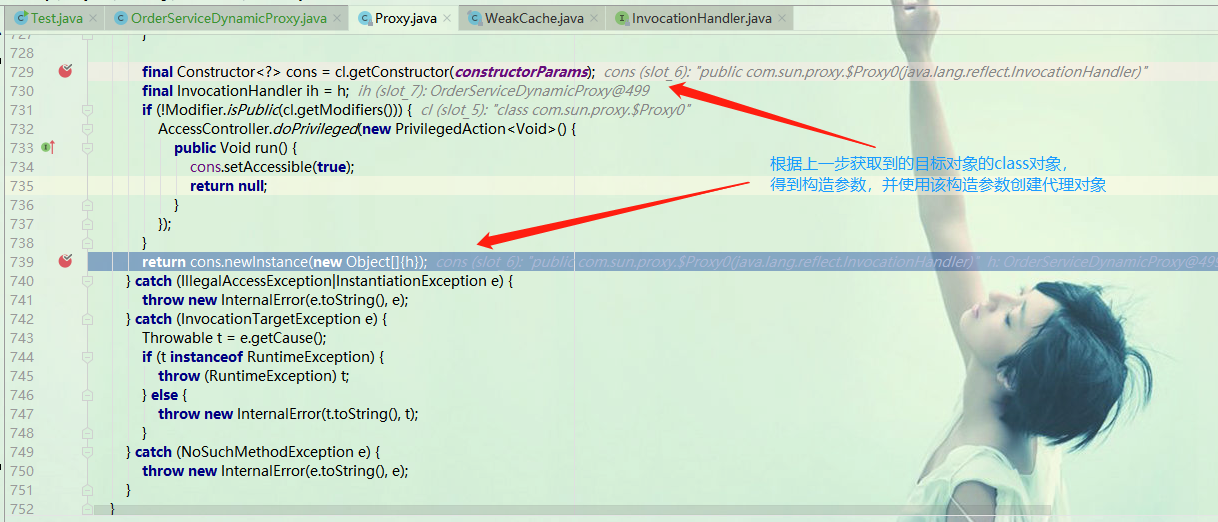 Test.java OrderServiceDynamicProxy.java Proxy.java WeakCache.java InvocationHandler.java
727 }
728
729 final Constructor<?> cons = cl.getConstructor(constructorParams); cons (slot_6): "public com.sun.proxy.$Proxy0(java.lang.reflect.InvocationHandler)"
730 final InvocationHandler ih = h; ih (slot_7): OrderServiceDynamicProxy@499
731 if (!Modifier.isPublic(cl.getModifiers())) { cl (slot_5): "class com.sun.proxy.$Proxy0"
732 AccessController.doPrivileged(new PrivilegedAction<Void>() {
733 public Void run() {
734 cons.setAccessible(true);
735 return null;
736 }
737 });
738 }
739 return cons.newInstance(new Object[]{h}); cons (slot_6): "public com.sun.proxy.$Proxy0(java.lang.reflect.InvocationHandler)" h: OrderServiceDynamicProxy@499
740 } catch (IllegalAccessException|InstantiationException e) {
741 throw new InternalError(e.toString(), e);
742 } catch (InvocationTargetException e) {
743 Throwable t = e.getCause();
744 if (t instanceof RuntimeException) {
745 throw (RuntimeException) t;
746 } else {
747 throw new InternalError(t.toString(), t);
748 }
749 } catch (NoSuchMethodException e) {
750 throw new InternalError(e.toString(), e);
751 }
752 }
根据上一步获取到的目标对象的class对象，
得到构造参数，并使用该构造参数创建代理对象